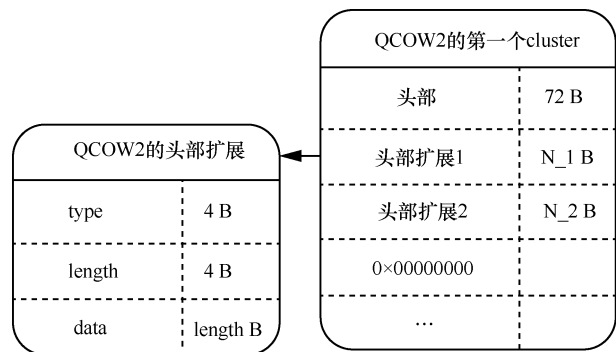 QCOW2的第一个cluster
头部 72 B
头部扩展1 N_1 B
头部扩展2 N_2 B
0×00000000
…
QCOW2的头部扩展
type 4 B
length 4 B
data length B